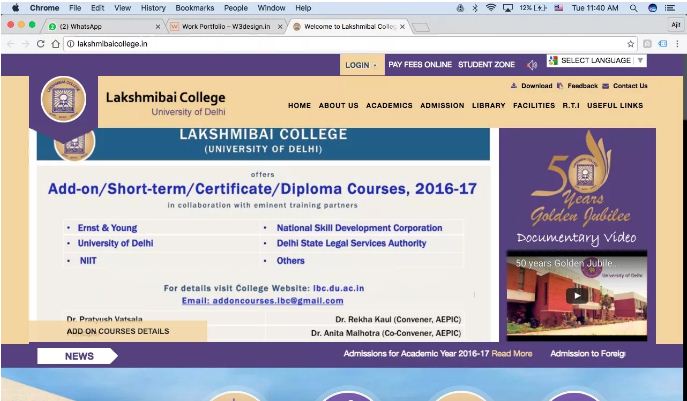 Chrome File Edit View History Bookmarks People Window Help
12% Tue 11:40 AM
(2) WhatsApp
Work Portfolio – W3design.in
Welcome to Lakshmibai Colleg
Ajit
lakshmibaicollege.in
LOGIN PAY FEES ONLINE STUDENT ZONE SELECT LANGUAGE
Download Feedback Contact Us
Lakshmibai College
University of Delhi
HOME ABOUT US ACADEMICS ADMISSION LIBRARY FACILITIES R.T.I USEFUL LINKS
LAKSHMIBAI COLLEGE
(UNIVERSITY OF DELHI)
offers
Add-on/Short-term/Certificate/Diploma Courses, 2016-17
in collaboration with eminent training partners
• Ernst & Young
• National Skill Development Corporation
• University of Delhi
• Delhi State Legal Services Authority
• NIIT
• Others
For details visit College Website: lbc.du.ac.in
Email: addoncourses.lbc@gmail.com
Dr. Pratyush Vatsala
Dr. Rekha Kaul (Convener, AEPIC)
Dr. Anita Malhotra (Co-Convener, AEPIC)
ADD ON COURSES DETAILS
50
Years
Golden Jubilee
Documentary Video
50 years Golden Jubile
University of Delhi
NEWS
Admissions for Academic Year 2016-17 Read More
Admission to Foreig